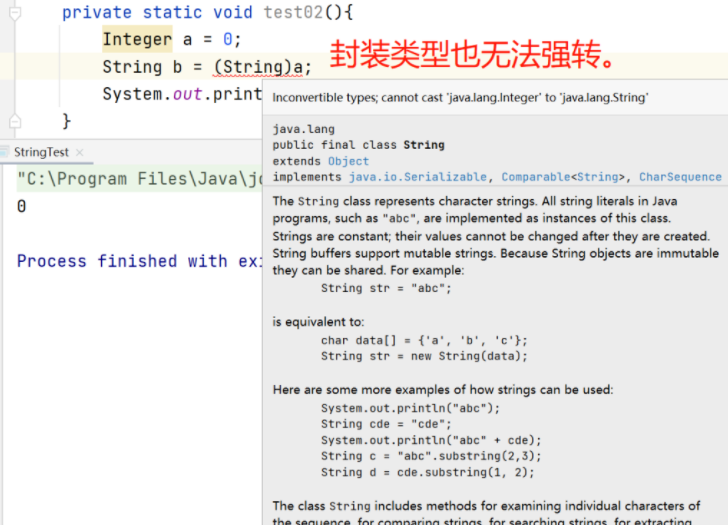 private static void test02(){
Integer a = 0;
String b = (String)a;
封装类型也无法强转。
System.out.print
}
Inconvertible types; cannot cast 'java.lang.Integer' to 'java.lang.String'
java.lang
public final class String
extends Object
implements java.io.Serializable, Comparable<String>, CharSequence
StringTest ×
"C:\Program Files\Java\j
0
Process finished with exi
The String class represents character strings. All string literals in Java
programs, such as "abc", are implemented as instances of this class.
Strings are constant; their values cannot be changed after they are created.
String buffers support mutable strings. Because String objects are immutable
they can be shared. For example:
String str = "abc";
is equivalent to:
char data[] = {'a', 'b', 'c'};
String str = new String(data);
Here are some more examples of how strings can be used:
System.out.println("abc");
String cde = "cde";
System.out.println("abc" + cde);
String c = "abc".substring(2,3);
String d = cde.substring(1, 2);
The class String includes methods for examining individual characters of
the sequence, for comparing strings, for searching strings, for extracting